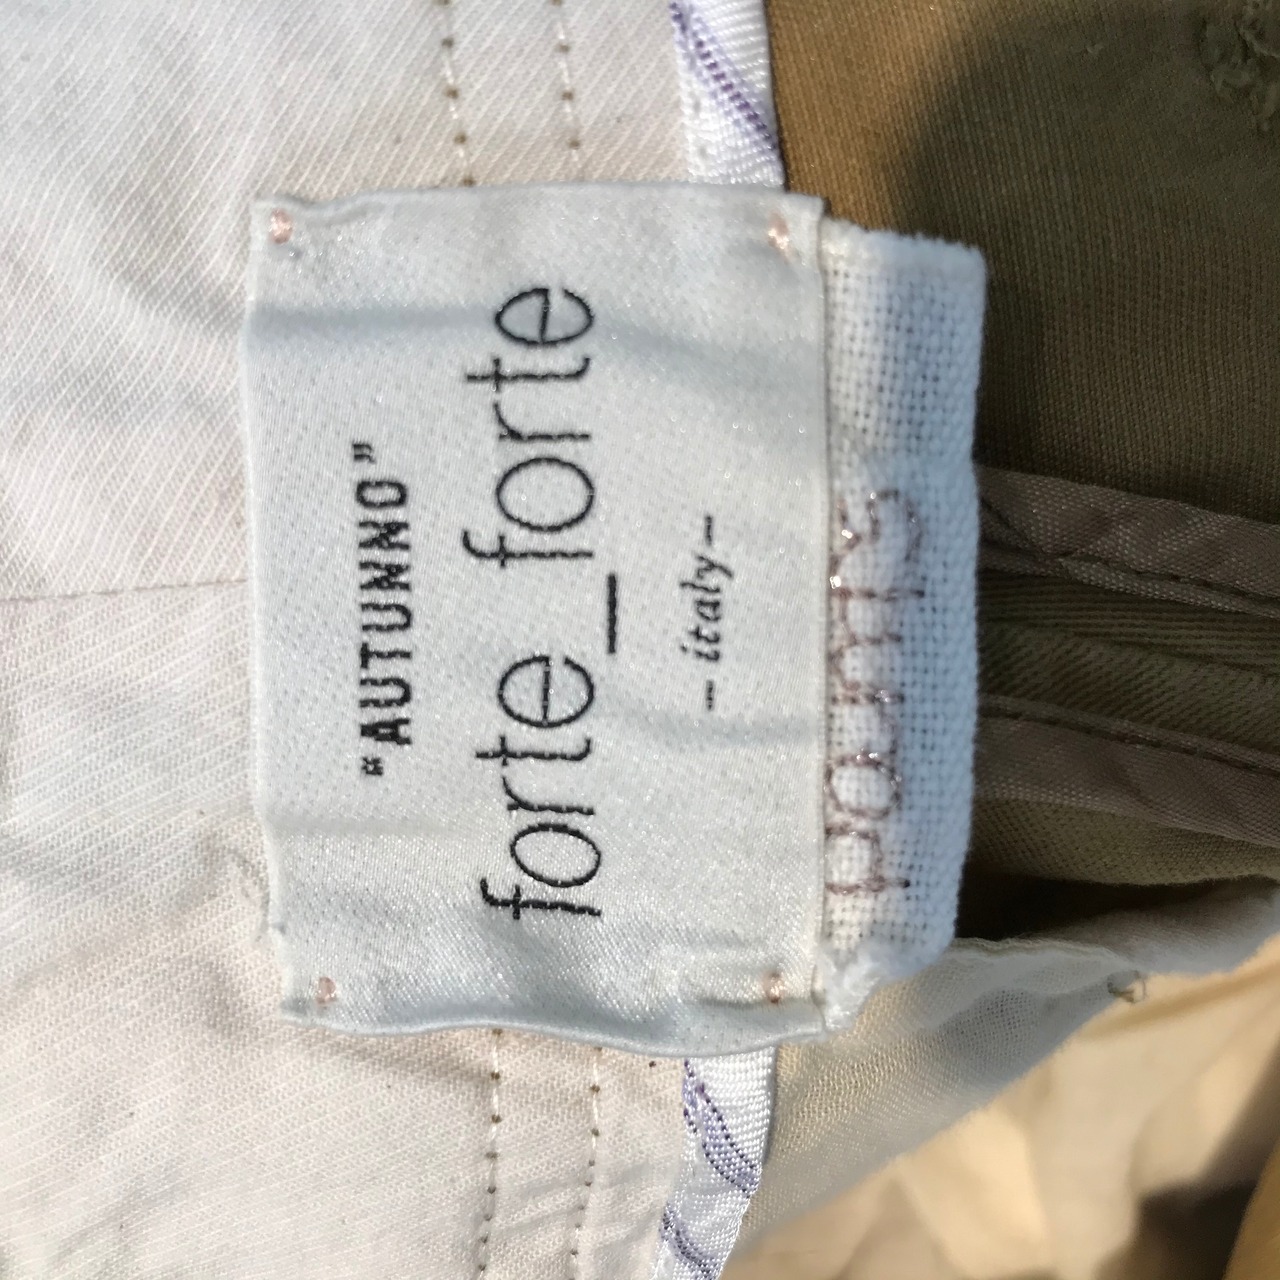 “AUTUNNO”
forte_forte
– italy –